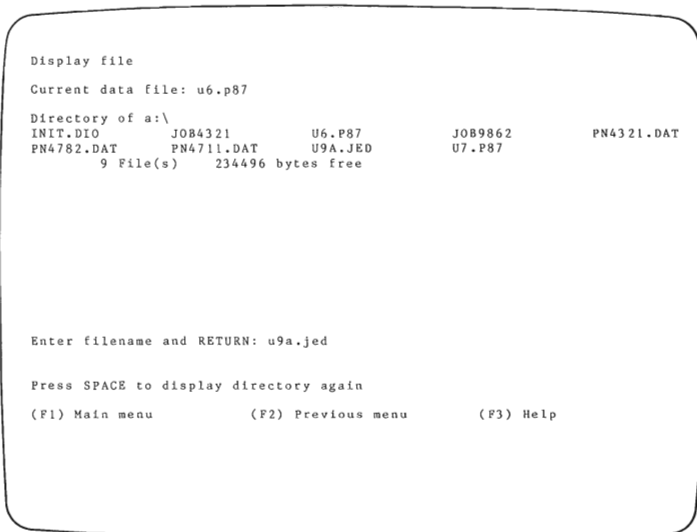 Display file
Current data file: u6.p87
Directory of a:\
INIT.DIO JOB4321 U6.P87 JOB9862 PN4321.DAT
PN4782.DAT PN4711.DAT U9A.JED U7.P87
9 File(s) 234496 bytes free
Enter filename and RETURN: u9a.jed
Press SPACE to display directory again
(F1) Main menu (F2) Previous menu (F3) Help